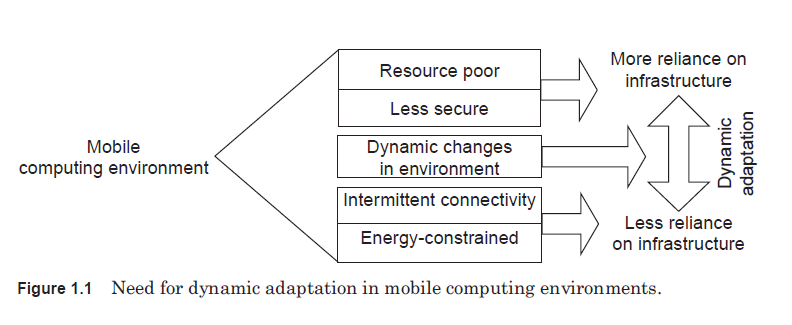 Mobile
computing environment
Resource poor
Less secure
Dynamic changes
in environment
Intermittent connectivity
Energy-constrained
More reliance on
infrastructure
Dynamic
adaptation
Less reliance
on infrastructure
Figure 1.1 Need for dynamic adaptation in mobile computing environments.